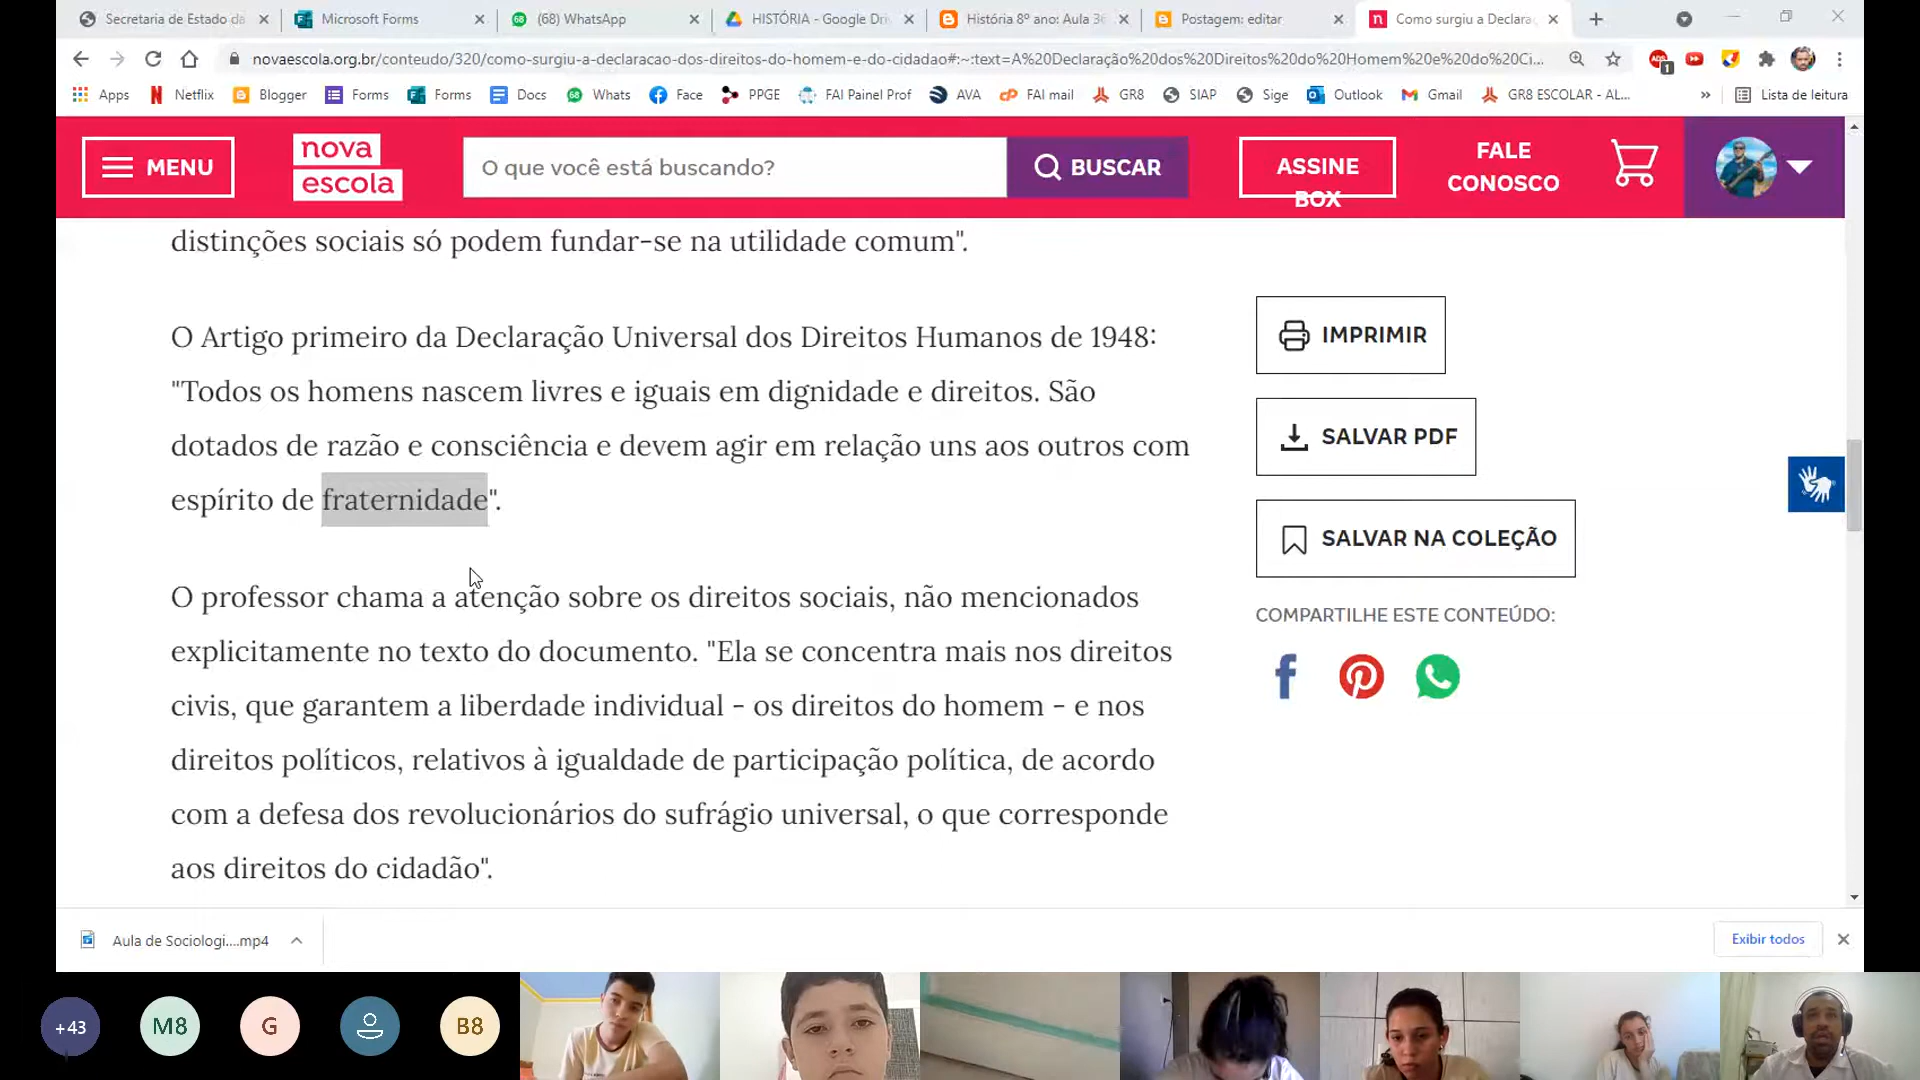 Secretaria de Estado da
Microsoft Forms
(68) WhatsApp
HISTÓRIA - Google Dri
História 8º ano: Aula 3
Postagem: editar
Como surgiu a Declara
novaescola.org.br/conteudo/320/como-surgiu-a-declaracao-dos-direitos-do-homem-e-do-cidadao#:~:text=A%20Declaração%20dos%20Direitos%20do%20Homem%20e%20do%20Ci...
1
Apps
Netflix
Blogger
Forms
Forms
Docs
68
Whats
Face
PPGE
FAI Painel Prof
AVA
FAI mail
GR8
SIAP
Sige
Outlook
Gmail
GR8 ESCOLAR - AL...
»
Lista de leitura
MENU
nova
escola
O que você está buscando?
BUSCAR
ASSINE
BOX
FALE
CONOSCO
distinções sociais só podem fundar-se na utilidade comum".
O Artigo primeiro da Declaração Universal dos Direitos Humanos de 1948:
"Todos os homens nascem livres e iguais em dignidade e direitos. São
dotados de razão e consciência e devem agir em relação uns aos outros com
espírito de fraternidade".
O professor chama a atenção sobre os direitos sociais, não mencionados
explicitamente no texto do documento. "Ela se concentra mais nos direitos
civis, que garantem a liberdade individual - os direitos do homem - e nos
direitos políticos, relativos à igualdade de participação política, de acordo
com a defesa dos revolucionários do sufrágio universal, o que corresponde
aos direitos do cidadão".
IMPRIMIR
SALVAR PDF
SALVAR NA COLEÇÃO
COMPARTILHE ESTE CONTEÚDO:
Aula de Sociologi....mp4
Exibir todos
+43
M8
G
B8